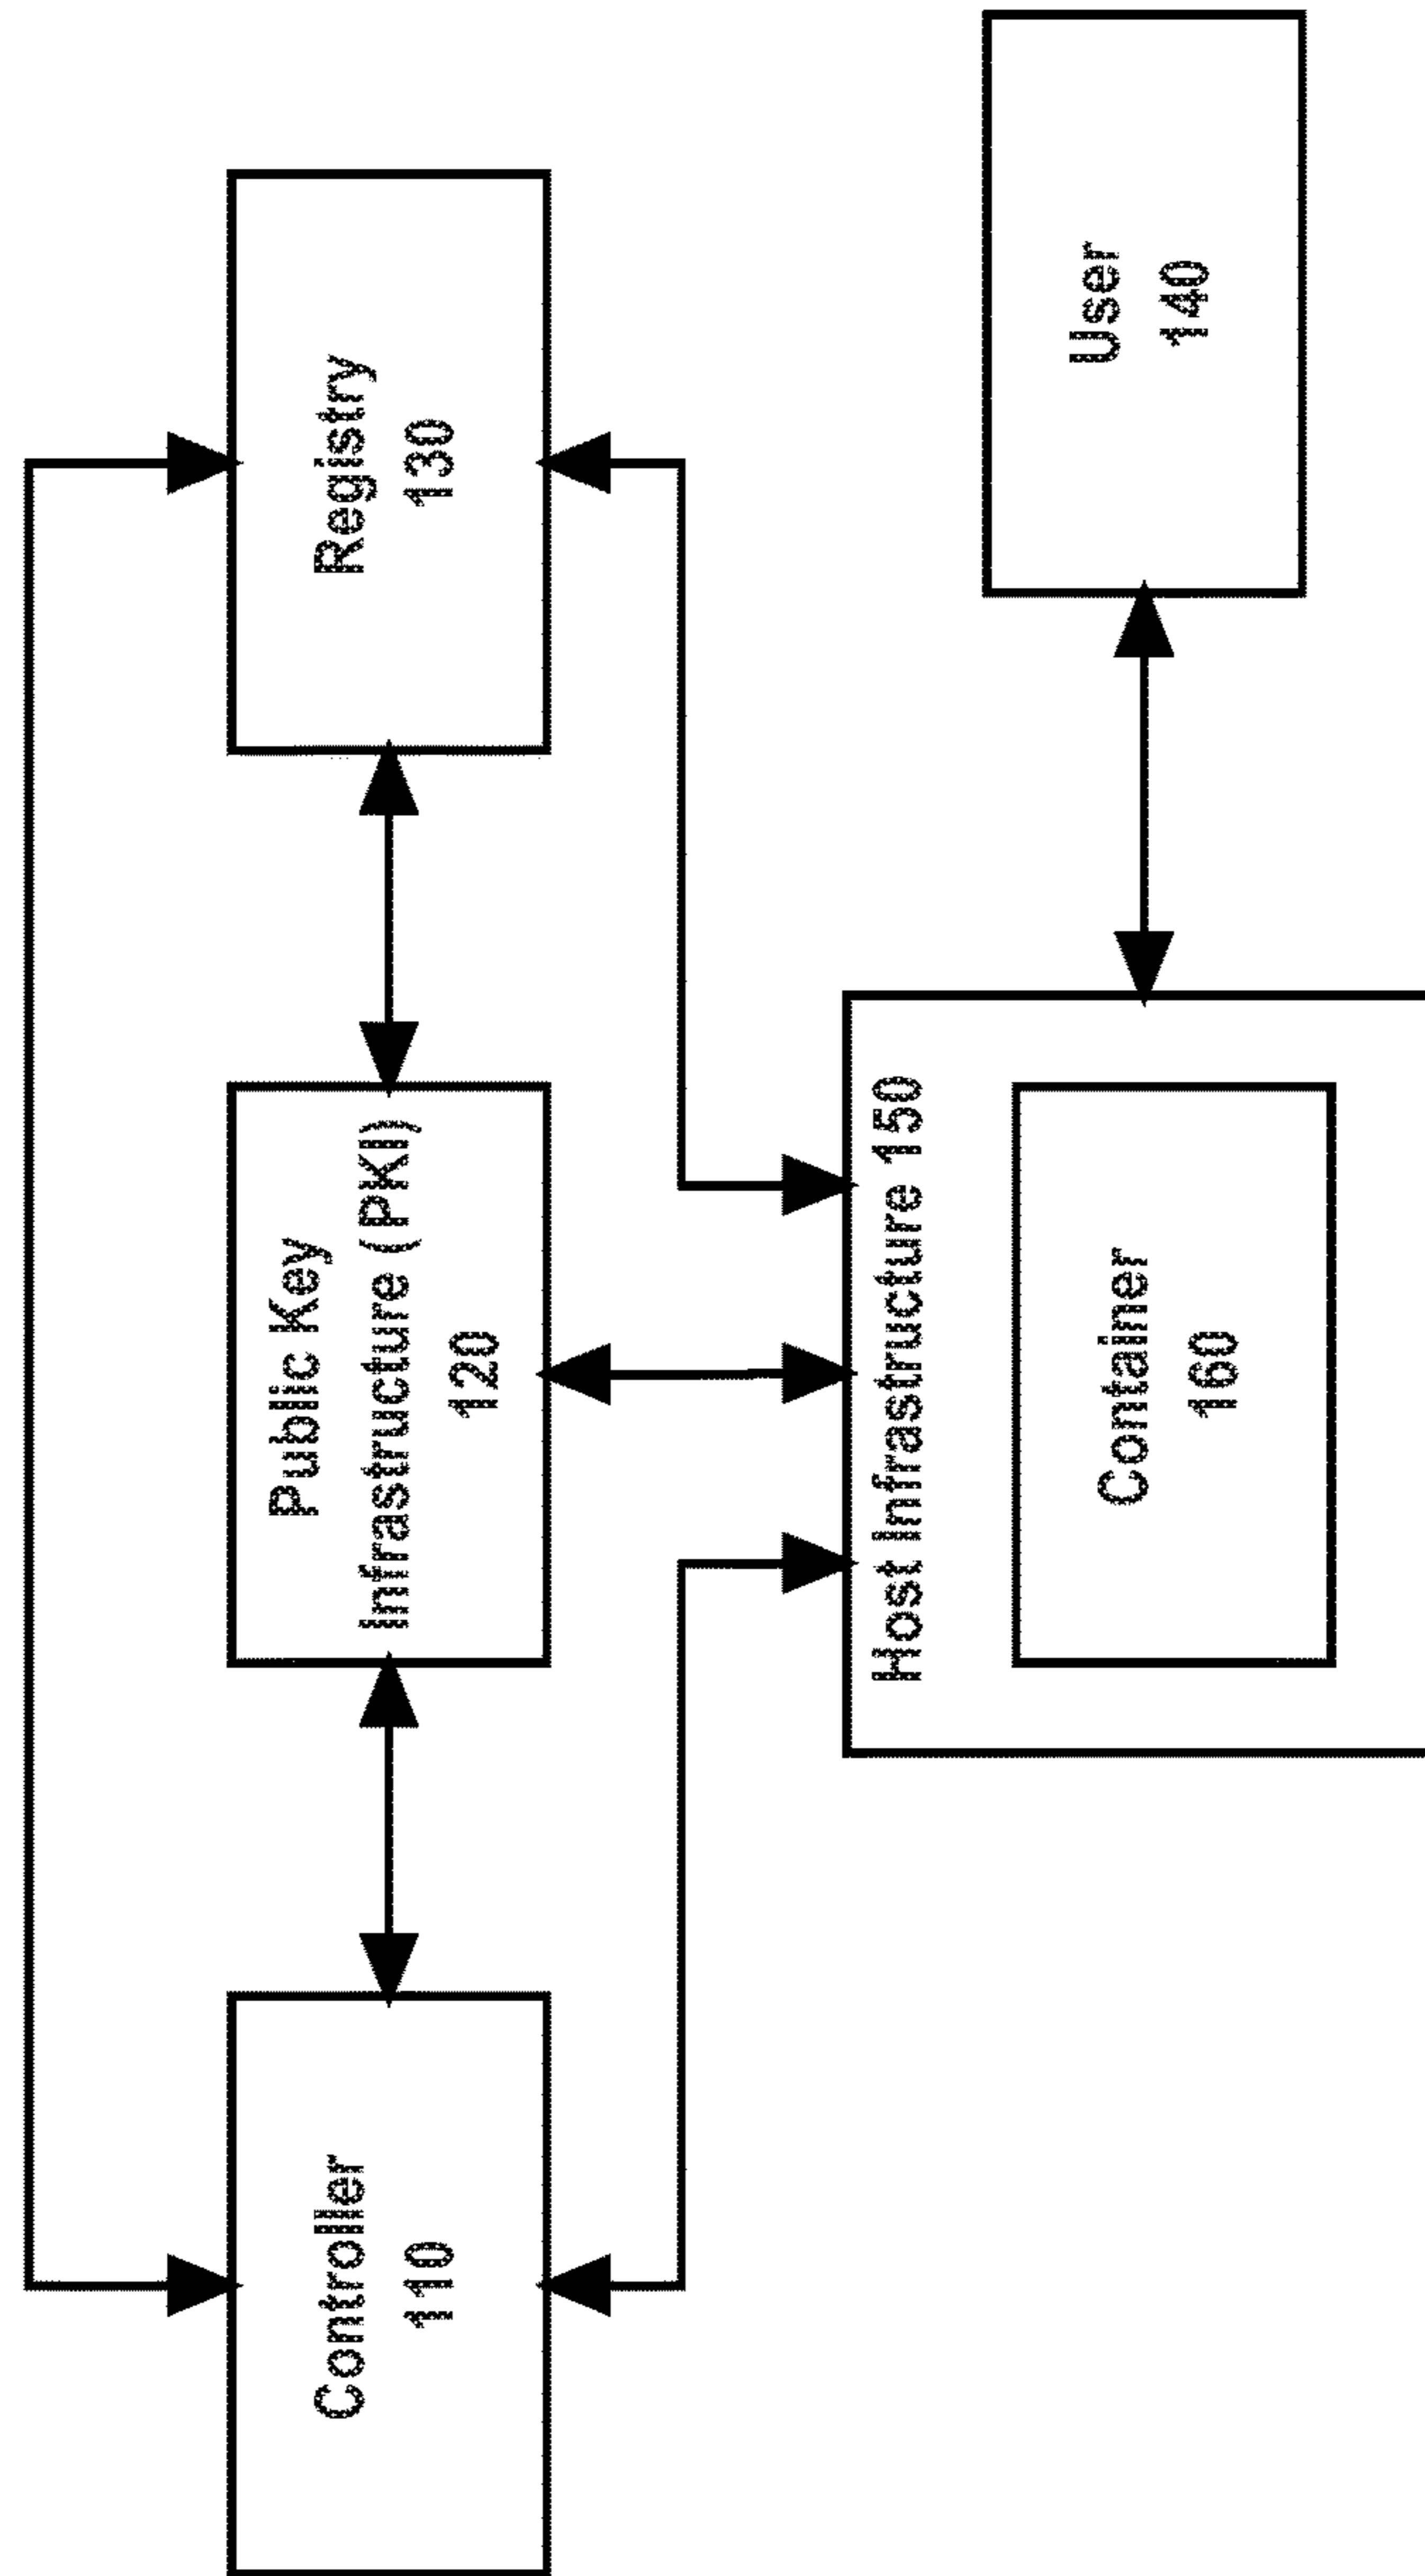 Controller
110
Public Key
Infrastructure (PKI)
120
Registry
130
Host Infrastructure 150
Container
160
User
140